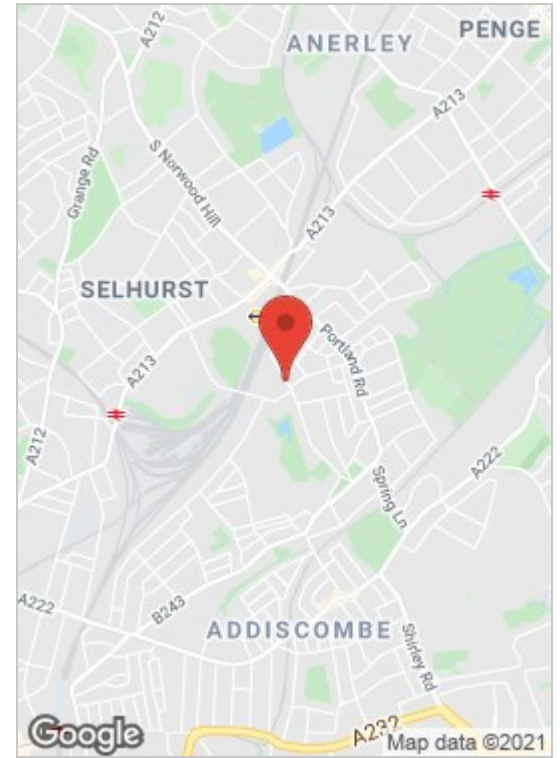 PENGE
A212
ANERLEY
A213
S Norwood Hill
Grange Rd
A213
SELHURST
Portland Rd
A213
A212
A222
Spring Ln
A222
B243
ADDISCOMBE
Shirley Rd
A232
Google
Map data ©2021